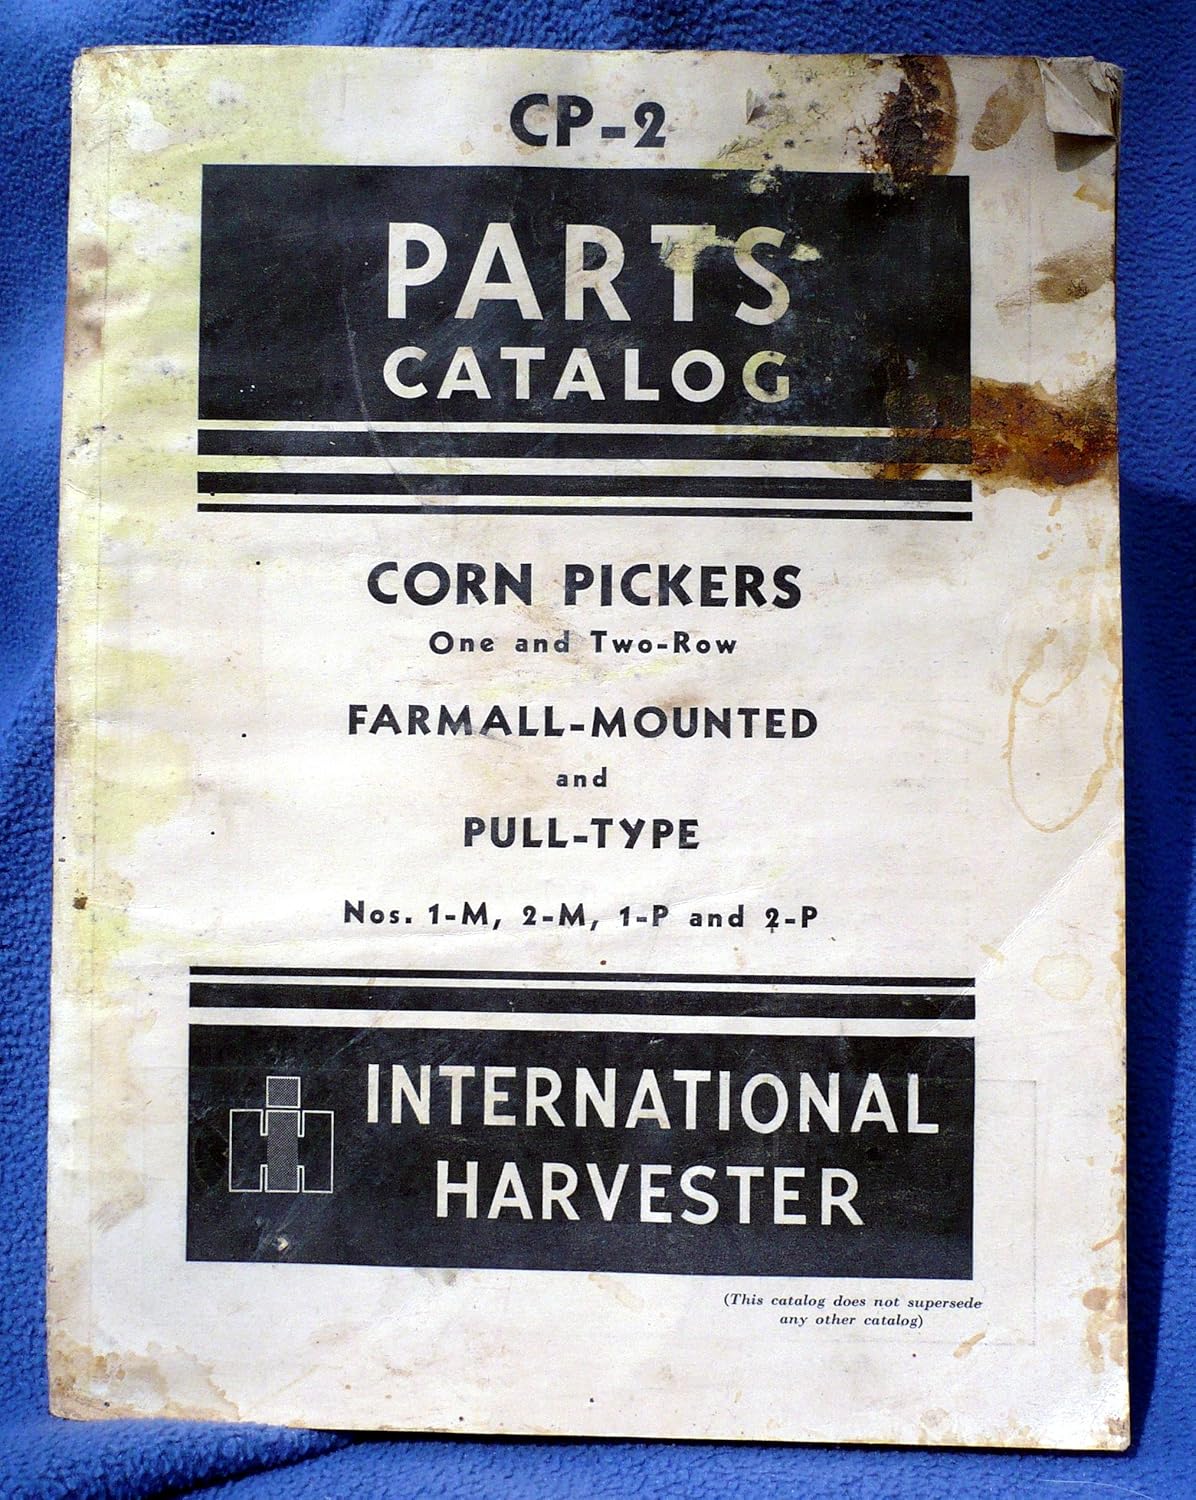 CP-2
PARTS
CATALOG
CORN PICKERS
One and Two-Row
FARMALL-MOUNTED
and
PULL-TYPE
Nos. 1-M, 2-M, 1-P and 2-P
IH
INTERNATIONAL
HARVESTER
(This catalog does not supersede
any other catalog)